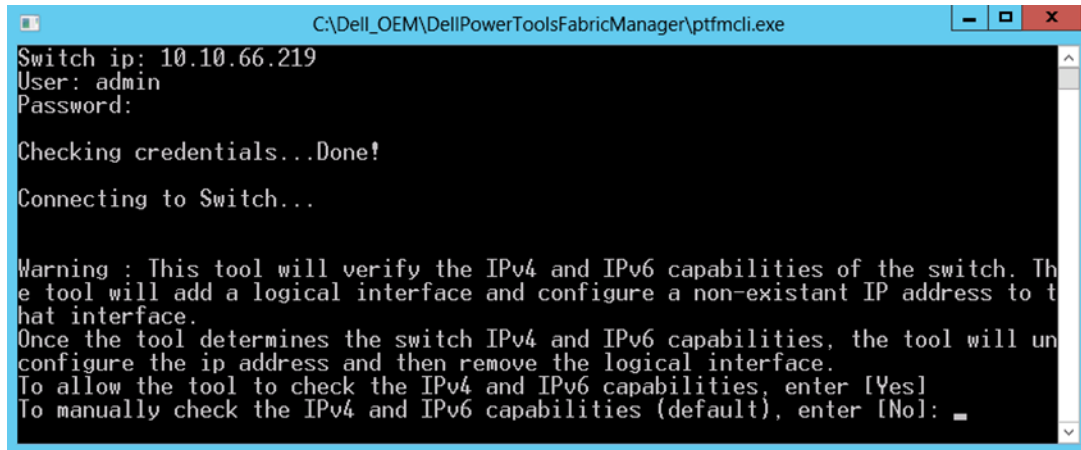 C:\Dell_OEM\DellPowerToolsFabricManager\ptfmcli.exe
Switch ip: 10.10.66.219
User: admin
Password:
Checking credentials...Done!
Connecting to Switch...
Warning : This tool will verify the IPv4 and IPv6 capabilities of the switch. Th
e tool will add a logical interface and configure a non-existant IP address to t
hat interface.
Once the tool determines the switch IPv4 and IPv6 capabilities, the tool will un
configure the ip address and then remove the logical interface.
To allow the tool to check the IPv4 and IPv6 capabilities, enter [Yes]
To manually check the IPv4 and IPv6 capabilities (default), enter [No]: